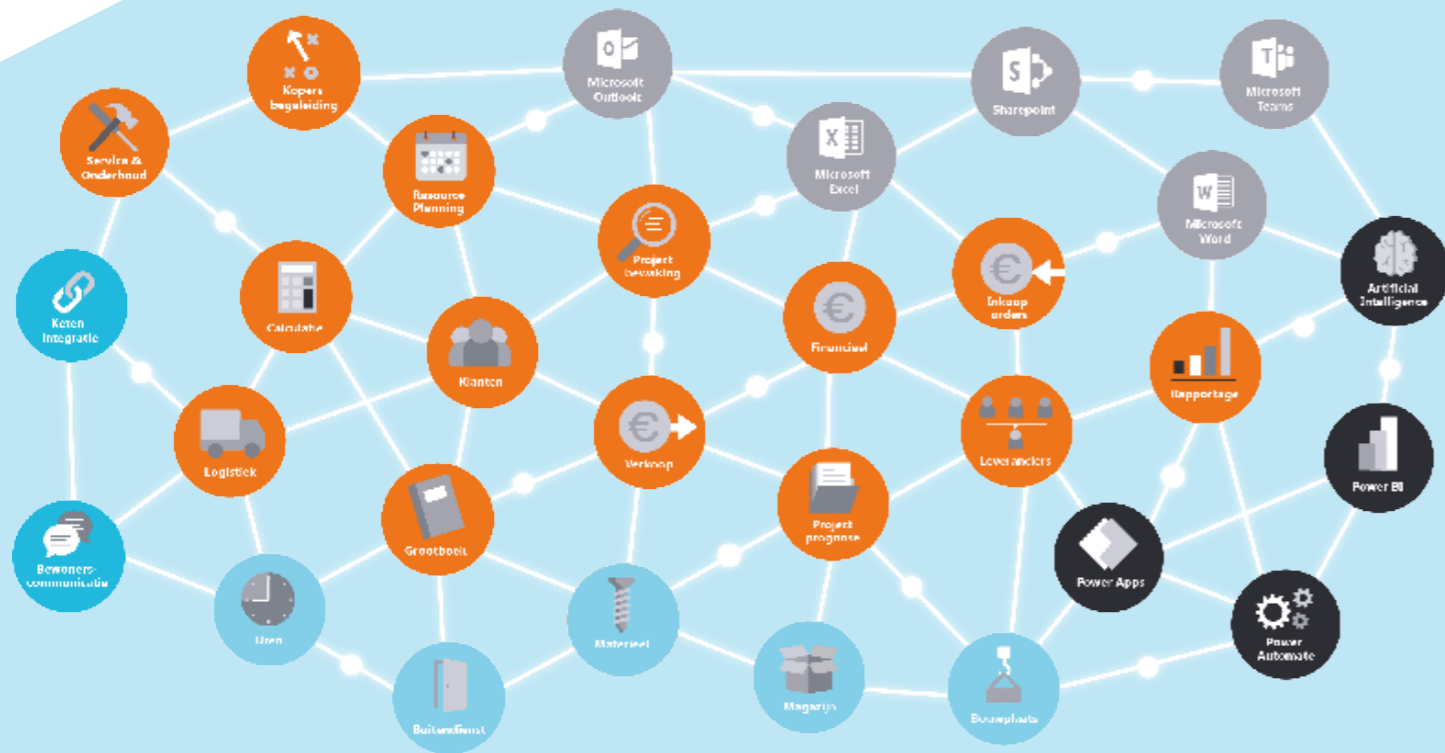 Kopers
begeleiding
Microsoft
Outlook
Sharepoint
Microsoft
Teams
Service &
Onderhoud
Resource
Planning
Microsoft
Excel
Microsoft
Word
Project
bewaking
Artificial
Intelligence
Keten
integratie
Calculatie
Inkoop
orders
Financieel
Klanten
Rapportage
Logistiek
Verkoop
Leveranciers
Power BI
Grootboek
Project
prognose
Bewoners-
communicatie
Power Apps
Uren
Materieel
Power
Automate
Buitendienst
Magazijn
Bouwplaats